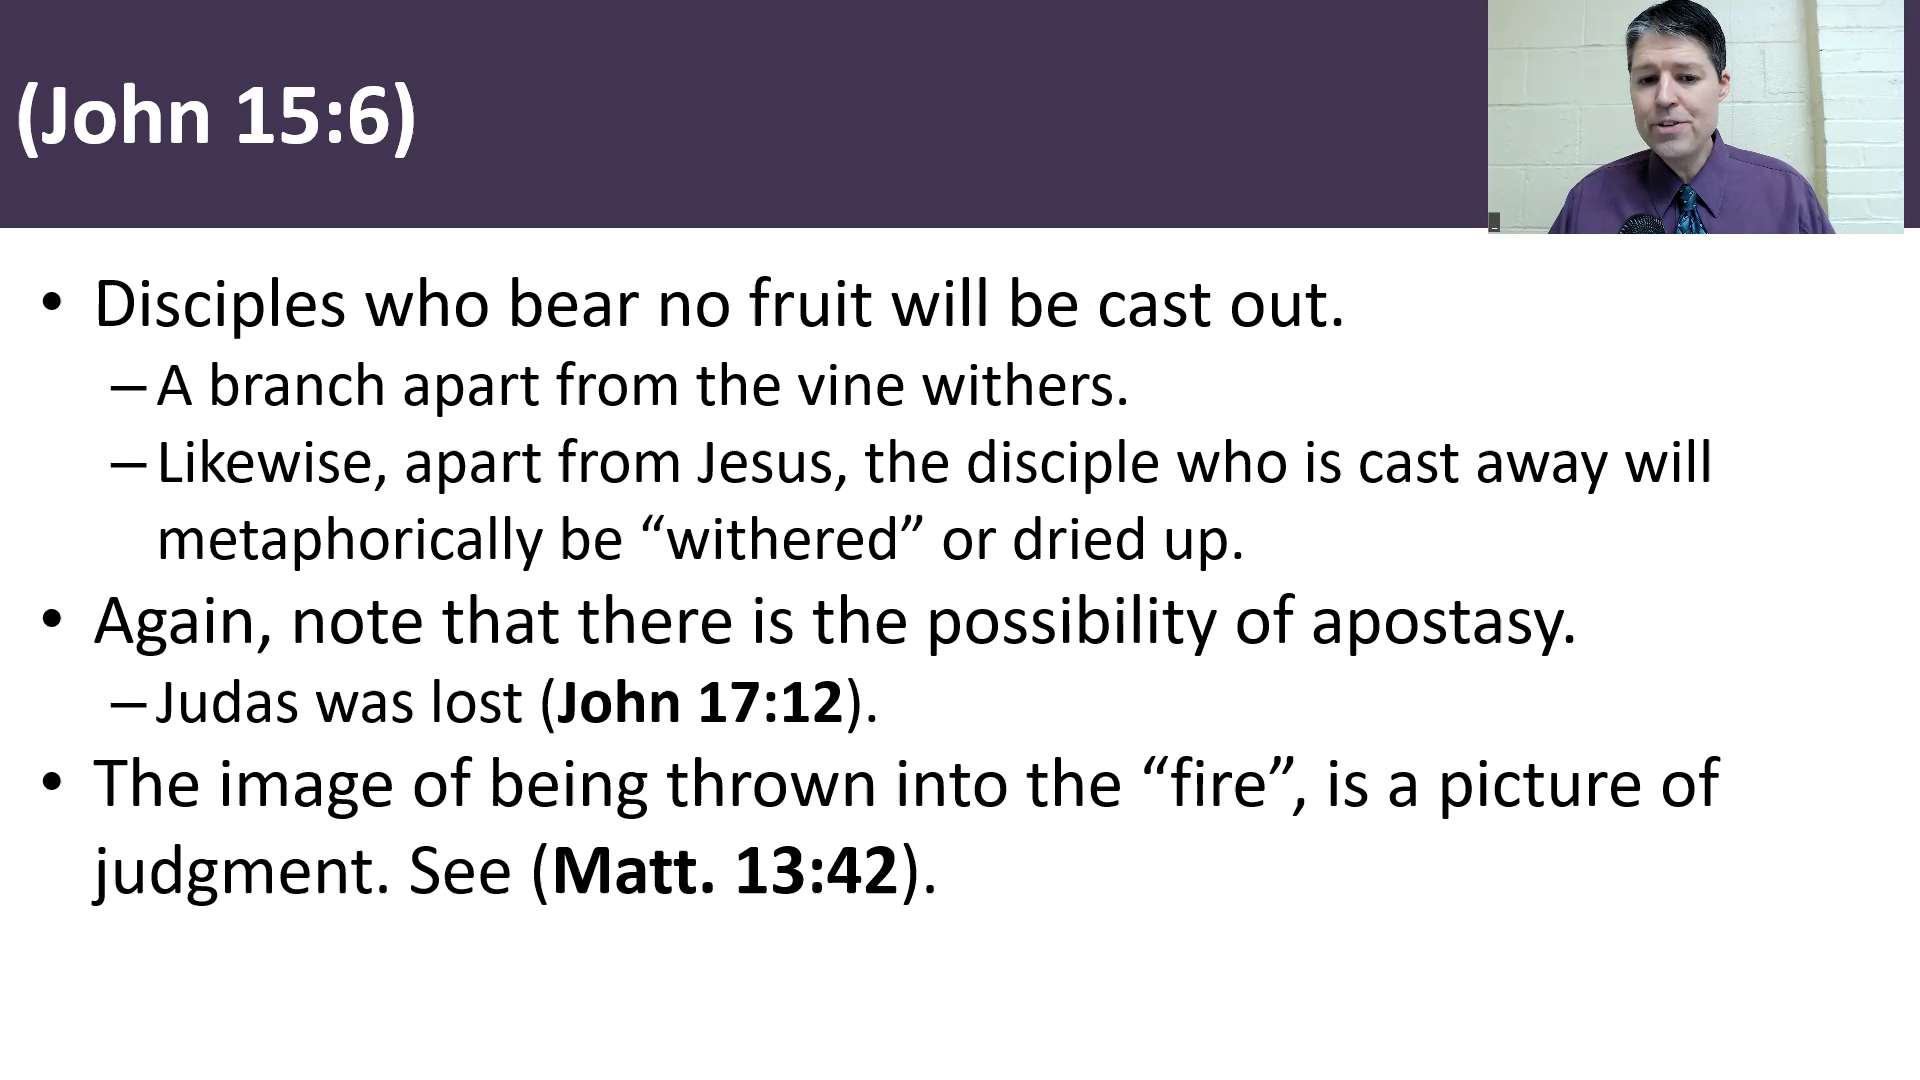 (John 15:6)
• Disciples who bear no fruit will be cast out.
– A branch apart from the vine withers.
– Likewise, apart from Jesus, the disciple who is cast away will
metaphorically be “withered” or dried up.
• Again, note that there is the possibility of apostasy.
– Judas was lost (John 17:12).
• The image of being thrown into the “fire”, is a picture of
judgment. See (Matt. 13:42).